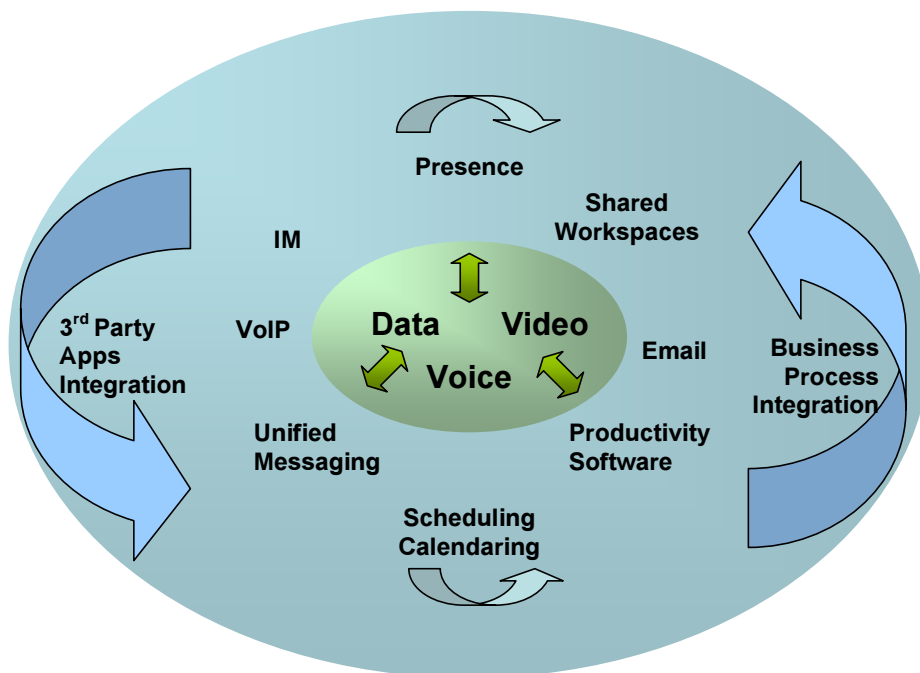 Presence
Shared
Workspaces
IM
Data
Video
Voice
VoIP
Email
3rd Party
Apps
Integration
Business
Process
Integration
Unified
Messaging
Productivity
Software
Scheduling
Calendaring